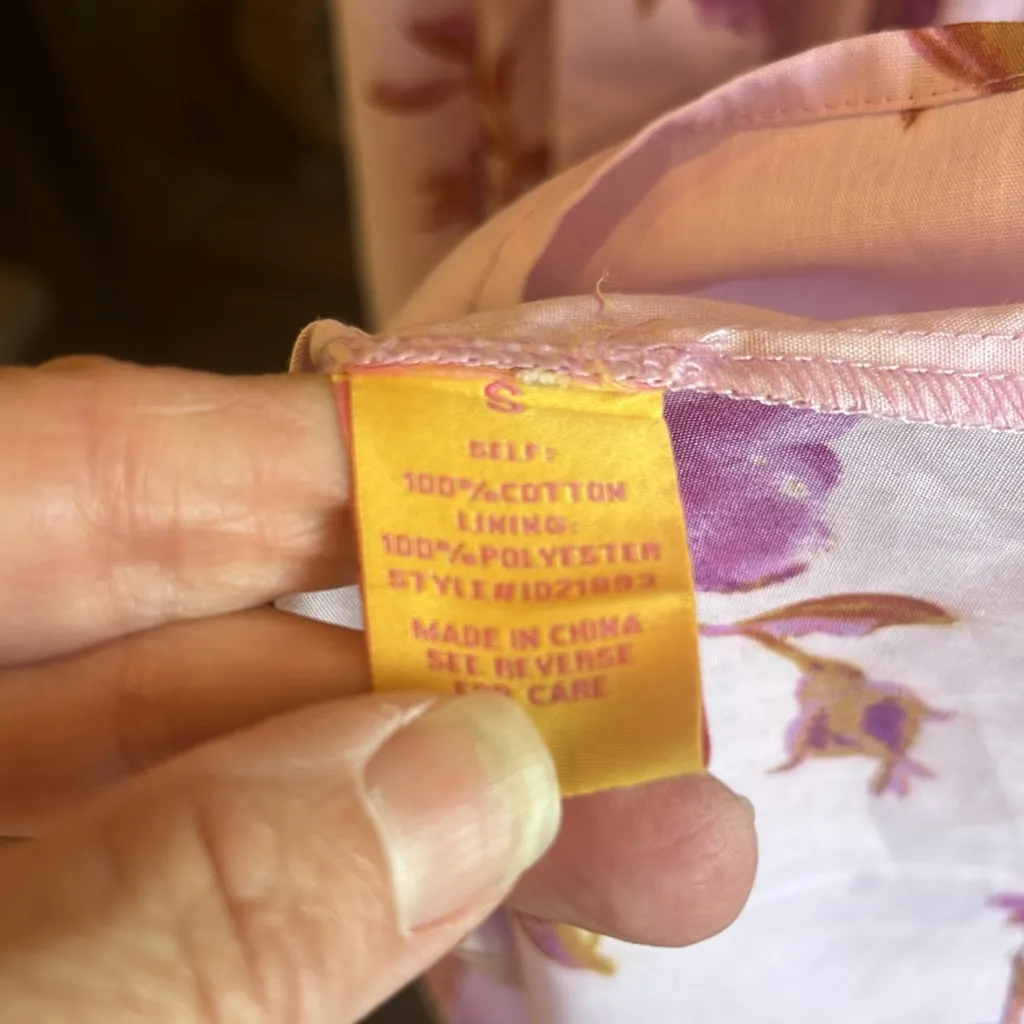 S
SELF:
100%COTTON
LINING:
100%POLYESTER
STYLE#ID21893
MADE IN CHINA
SEE REVERSE
FOR CARE